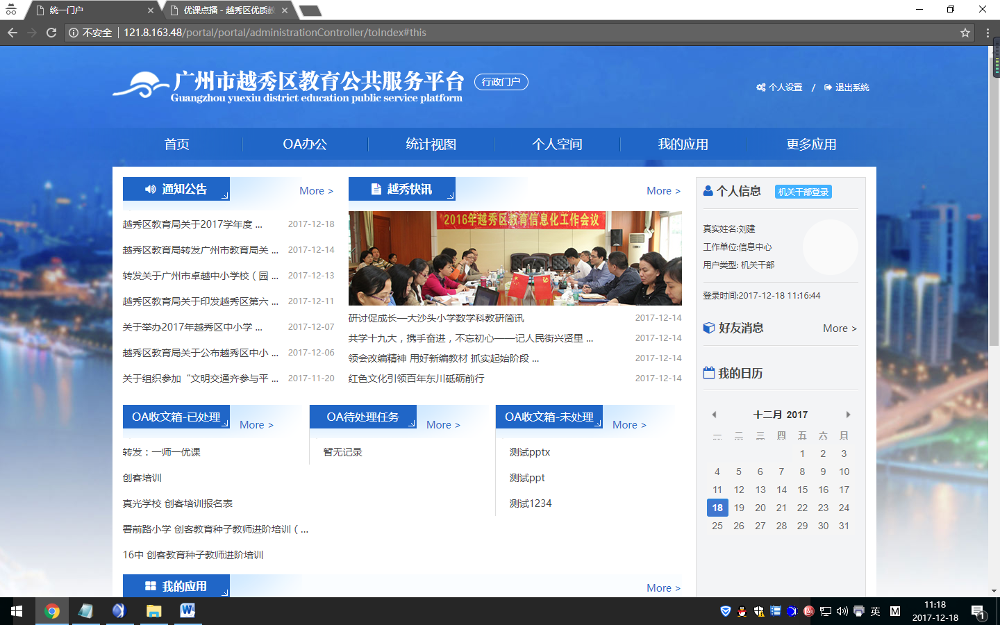 统一门户
优课点播 - 越秀区优质教
不安全 121.8.163.48/portal/portal/administrationController/toIndex#this
广州市越秀区教育公共服务平台
Guangzhou yuexiu district education public service platform
行政门户
个人设置 / 退出系统
首页 OA办公 统计视图 个人空间 我的应用 更多应用
通知公告 More >
越秀区教育局关于2017学年度 ... 2017-12-18
越秀区教育局转发广州市教育局关 ... 2017-12-14
转发关于广州市卓越中小学校（园 ... 2017-12-13
越秀区教育局关于印发越秀区第六 ... 2017-12-11
关于举办2017年越秀区中小学 ... 2017-12-07
越秀区教育局关于公布越秀区中小 ... 2017-12-06
关于组织参加“文明交通齐参与平 ... 2017-11-20
越秀快讯 More >
2016年越秀区教育信息化工作会议
研讨促成长—大沙头小学数学科教研简讯 2017-12-14
共学十九大，携手奋进，不忘初心——记人民街兴贤里 ... 2017-12-14
领会改编精神 用好新编教材 抓实起始阶段 ... 2017-12-14
红色文化引领百年东川砥砺前行 2017-12-14
个人信息 机关干部登录
真实姓名:刘建
工作单位:信息中心
用户类型: 机关干部
登录时间:2017-12-18 11:16:44
好友消息 More >
我的日历
十二月 2017
一 二 三 四 五 六 日
1 2 3
4 5 6 7 8 9 10
11 12 13 14 15 16 17
18 19 20 21 22 23 24
25 26 27 28 29 30 31
OA收文箱-已处理 More >
转发：一师一优课
创客培训
真光学校 创客培训报名表
署前路小学 创客教育种子教师进阶培训（...
16中 创客教育种子教师进阶培训
OA待处理任务 More >
暂无记录
OA收文箱-未处理 More >
测试pptx
测试ppt
测试1234
我的应用 More >
英 M
11:18
2017-12-18
1